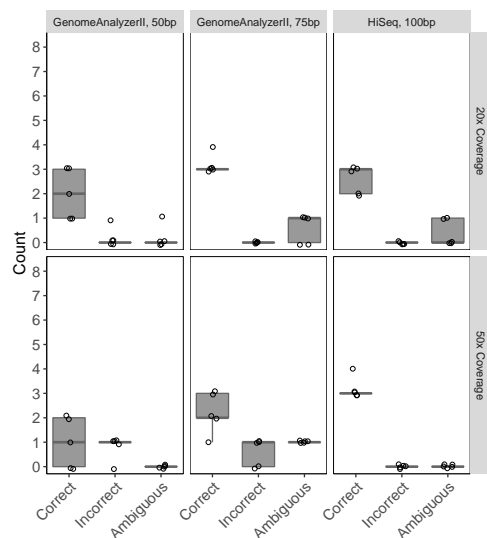 GenomeAnalyzerII, 50bp
GenomeAnalyzerII, 75bp
HiSeq, 100bp
8
7
6
5
4
3
2
1
0
20x Coverage
Count
8
7
6
5
4
3
2
1
0
50x Coverage
Correct
Incorrect
Ambiguous
Correct
Incorrect
Ambiguous
Correct
Incorrect
Ambiguous